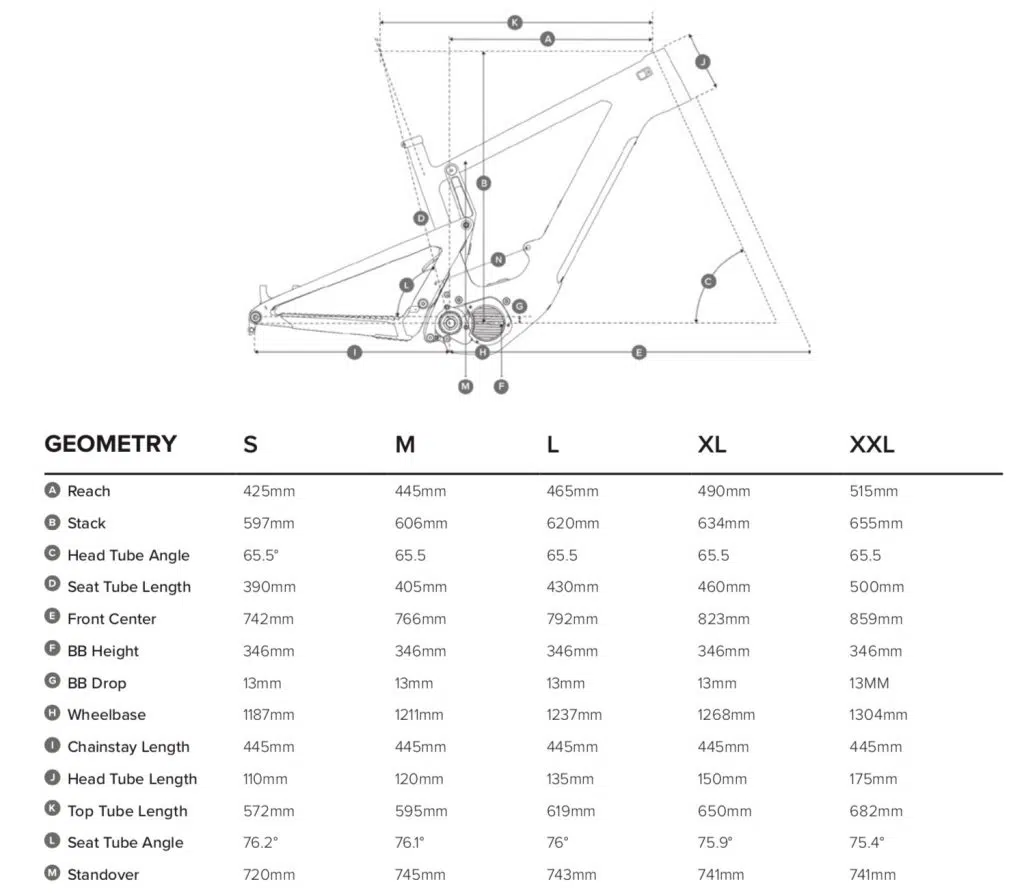 K
A
J
B
D
N
C
L
G
I
H
E
M
F
GEOMETRY S M L XL XXL
A Reach 425mm 445mm 465mm 490mm 515mm
B Stack 597mm 606mm 620mm 634mm 655mm
C Head Tube Angle 65.5° 65.5 65.5 65.5 65.5
D Seat Tube Length 390mm 405mm 430mm 460mm 500mm
E Front Center 742mm 766mm 792mm 823mm 859mm
F BB Height 346mm 346mm 346mm 346mm 346mm
G BB Drop 13mm 13mm 13mm 13mm 13MM
H Wheelbase 1187mm 1211mm 1237mm 1268mm 1304mm
I Chainstay Length 445mm 445mm 445mm 445mm 445mm
J Head Tube Length 110mm 120mm 135mm 150mm 175mm
K Top Tube Length 572mm 595mm 619mm 650mm 682mm
L Seat Tube Angle 76.2° 76.1° 76° 75.9° 75.4°
M Standover 720mm 745mm 743mm 741mm 741mm